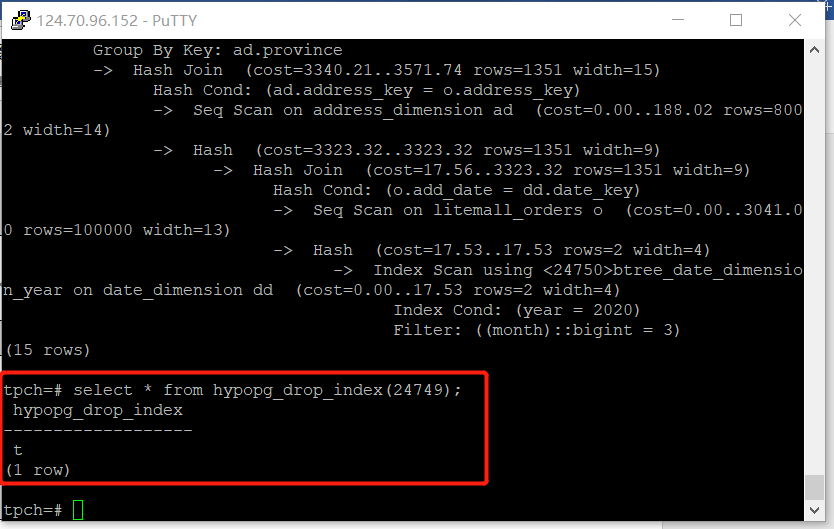 124.70.96.152 - PuTTY
Group By Key: ad.province
->  Hash Join  (cost=3340.21..3571.74 rows=1351 width=15)
Hash Cond: (ad.address_key = o.address_key)
->  Seq Scan on address_dimension ad  (cost=0.00..188.02 rows=800
2 width=14)
->  Hash  (cost=3323.32..3323.32 rows=1351 width=9)
->  Hash Join  (cost=17.56..3323.32 rows=1351 width=9)
Hash Cond: (o.add_date = dd.date_key)
->  Seq Scan on litemall_orders o  (cost=0.00..3041.0
0 rows=100000 width=13)
->  Hash  (cost=17.53..17.53 rows=2 width=4)
->  Index Scan using <24750>btree_date_dimensio
n_year on date_dimension dd  (cost=0.00..17.53 rows=2 width=4)
Index Cond: (year = 2020)
Filter: ((month)::bigint = 3)
(15 rows)
tpch=# select * from hypopg_drop_index(24749);
hypopg_drop_index
-------------------
t
(1 row)
tpch=#